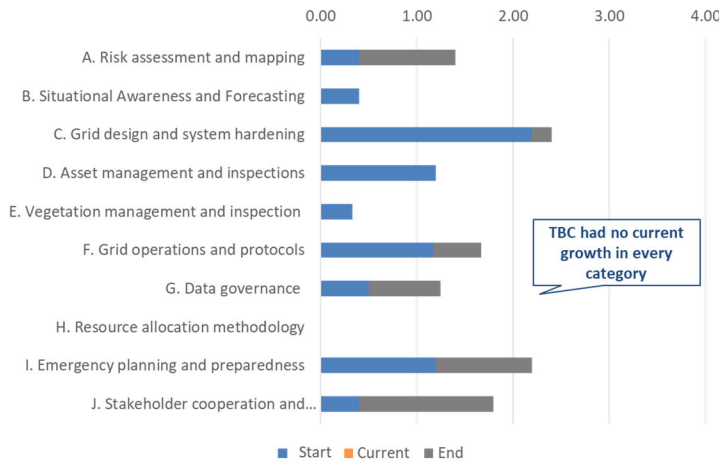 0.00 1.00 2.00 3.00 4.00
A. Risk assessment and mapping
B. Situational Awareness and Forecasting
C. Grid design and system hardening
D. Asset management and inspections
E. Vegetation management and inspection
F. Grid operations and protocols
TBC had no current
growth in every
category
G. Data governance
H. Resource allocation methodology
I. Emergency planning and preparedness
J. Stakeholder cooperation and...
Start Current End